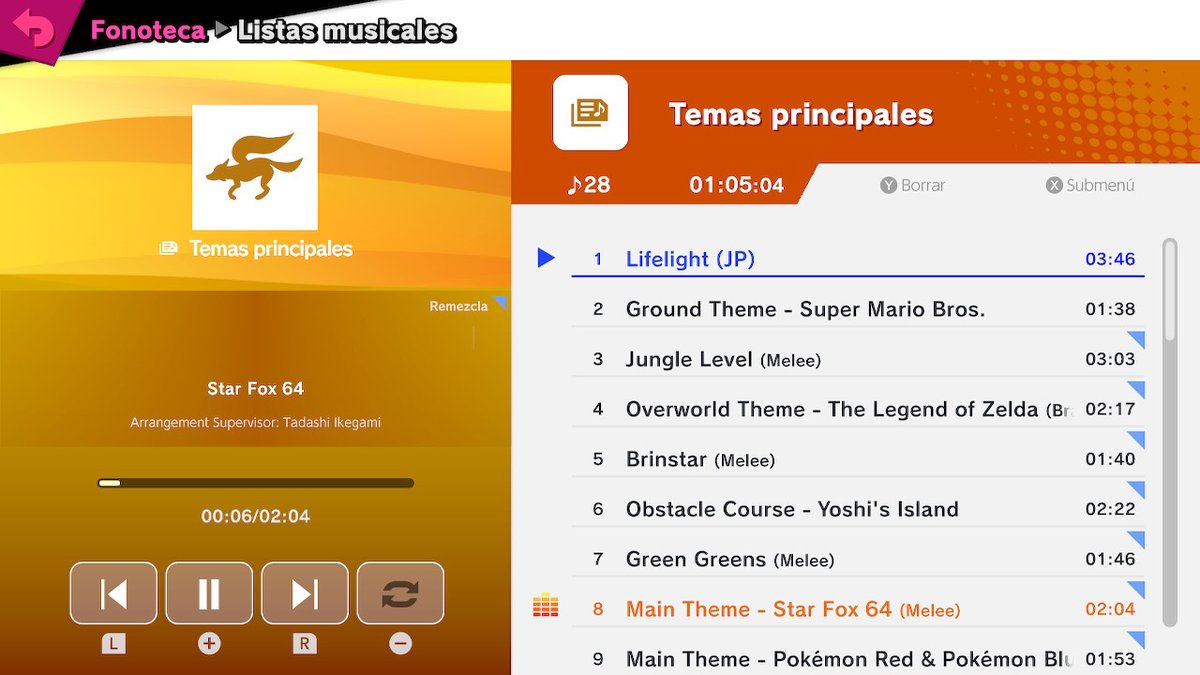 Fonoteca ▶ Listas musicales
Temas principales
Remezcla
Star Fox 64
Arrangement Supervisor: Tadashi Ikegami
00:06/02:04
L + R −
Temas principales
♪28 01:05:04 Y Borrar X Submenú
1 Lifelight (JP) 03:46
2 Ground Theme - Super Mario Bros. 01:38
3 Jungle Level (Melee) 03:03
4 Overworld Theme - The Legend of Zelda (Br 02:17
5 Brinstar (Melee) 01:40
6 Obstacle Course - Yoshi's Island 02:22
7 Green Greens (Melee) 01:46
8 Main Theme - Star Fox 64 (Melee) 02:04
9 Main Theme - Pokémon Red & Pokémon Blu 01:53